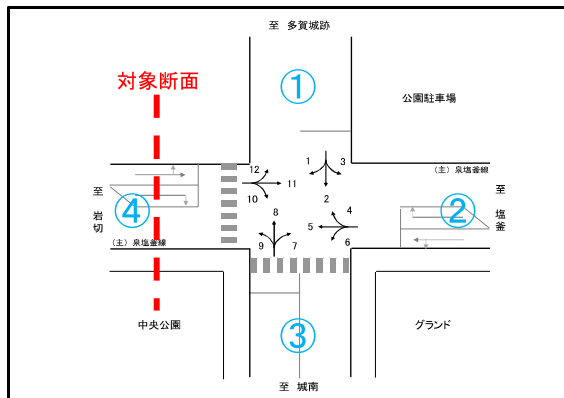 至 多賀城跡
対象断面
①
公園駐車場
1
3
12
11
10
2
(主) 泉塩釜線
至 岩切
④
8
9
7
4
5
6
②
至 塩釜
(主) 泉塩釜線
中央公園
③
グランド
至 城南